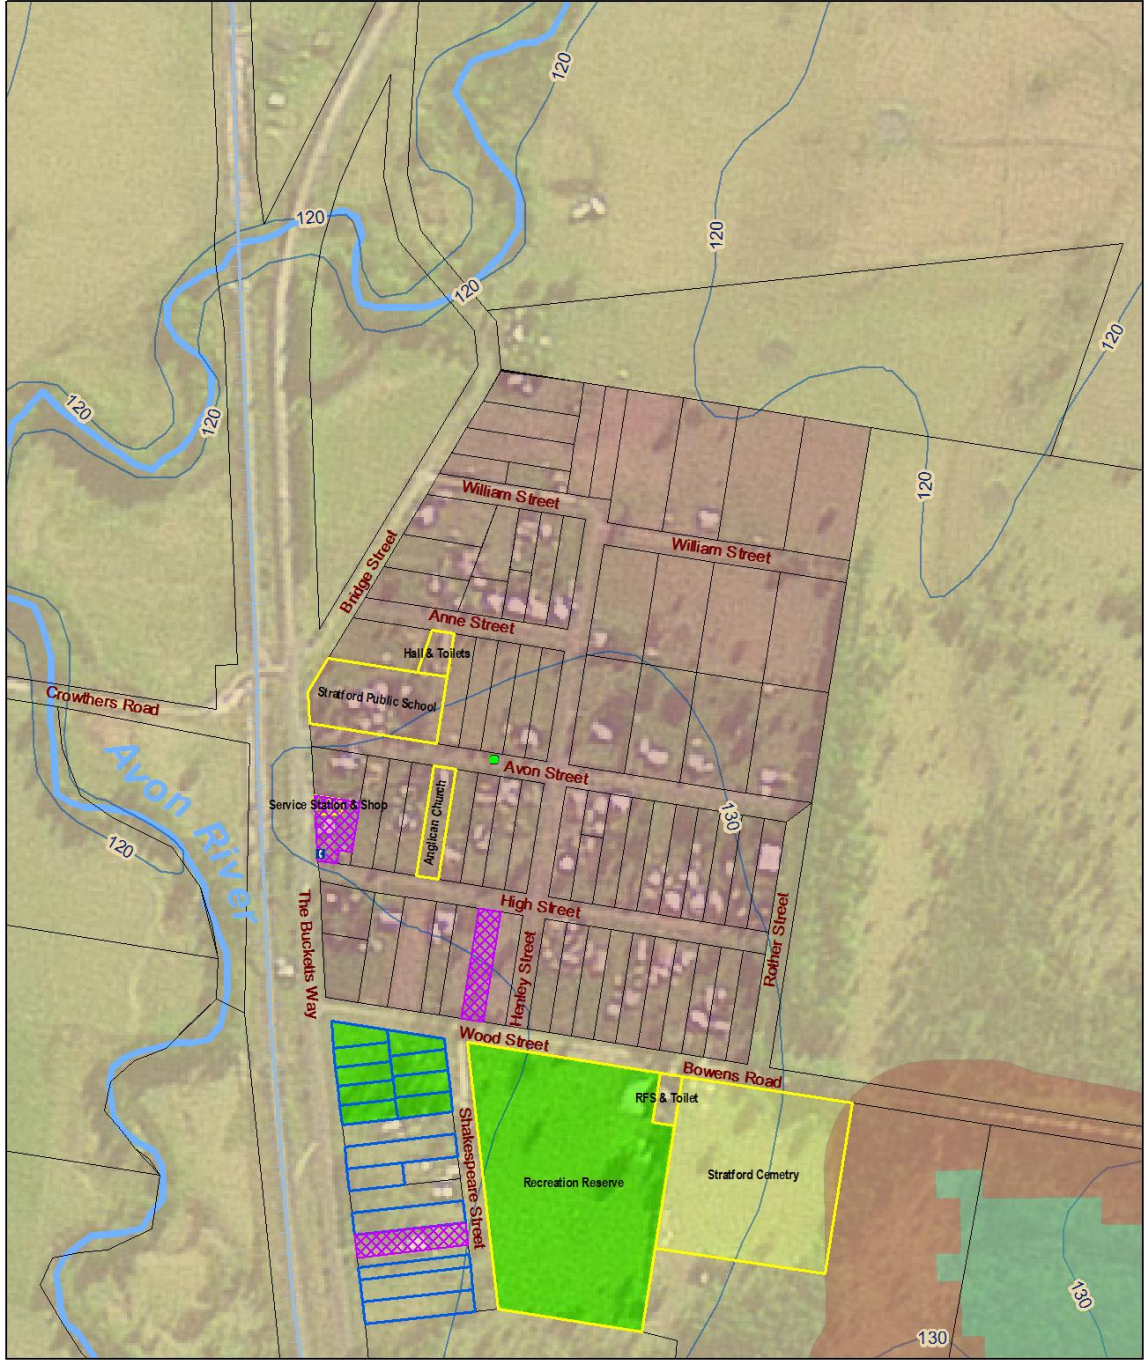 120
120
120
120
120
120
120
120
120
William Street
William Street
Bridge Street
Anne Street
Hall & Toilets
Stratford Public School
Crowthers Road
Avon River
Avon Street
Service Station & Shop
Anglican Church
130
120
High Street
The Bucketts Way
Henley Street
Rother Street
Wood Street
Bowens Road
RFS & Toilet
Shakespeare Street
Recreation Reserve
Stratford Cemetry
130
130